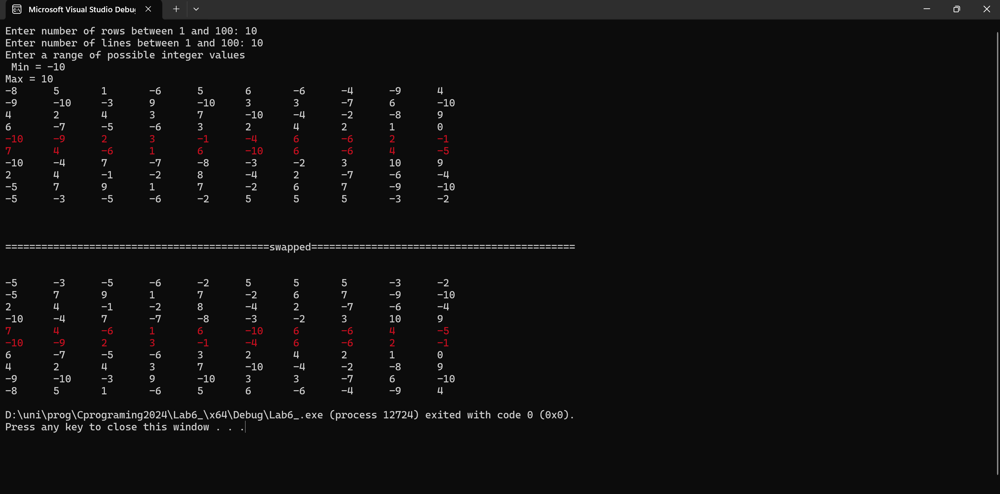 Microsoft Visual Studio Debu
Enter number of rows between 1 and 100: 10
Enter number of lines between 1 and 100: 10
Enter a range of possible integer values
 Min = -10
Max = 10
-8	5	1	-6	5	6	-6	-4	-9	4
-9	-10	-3	9	-10	3	3	-7	6	-10
4	2	4	3	7	-10	-4	-2	-8	9
6	-7	-5	-6	3	2	4	2	1	0
-10	-9	2	3	-1	-4	6	-6	2	-1
7	4	-6	1	6	-10	6	-6	4	-5
-10	-4	7	-7	-8	-3	-2	3	10	9
2	4	-1	-2	8	-4	2	-7	-6	-4
-5	7	9	1	7	-2	6	7	-9	-10
-5	-3	-5	-6	-2	5	5	5	-3	-2
============================================swapped============================================
-5	-3	-5	-6	-2	5	5	5	-3	-2
-5	7	9	1	7	-2	6	7	-9	-10
2	4	-1	-2	8	-4	2	-7	-6	-4
-10	-4	7	-7	-8	-3	-2	3	10	9
7	4	-6	1	6	-10	6	-6	4	-5
-10	-9	2	3	-1	-4	6	-6	2	-1
6	-7	-5	-6	3	2	4	2	1	0
4	2	4	3	7	-10	-4	-2	-8	9
-9	-10	-3	9	-10	3	3	-7	6	-10
-8	5	1	-6	5	6	-6	-4	-9	4
D:\uni\prog\Cprograming2024\Lab6_\x64\Debug\Lab6_.exe (process 12724) exited with code 0 (0x0).
Press any key to close this window . . .